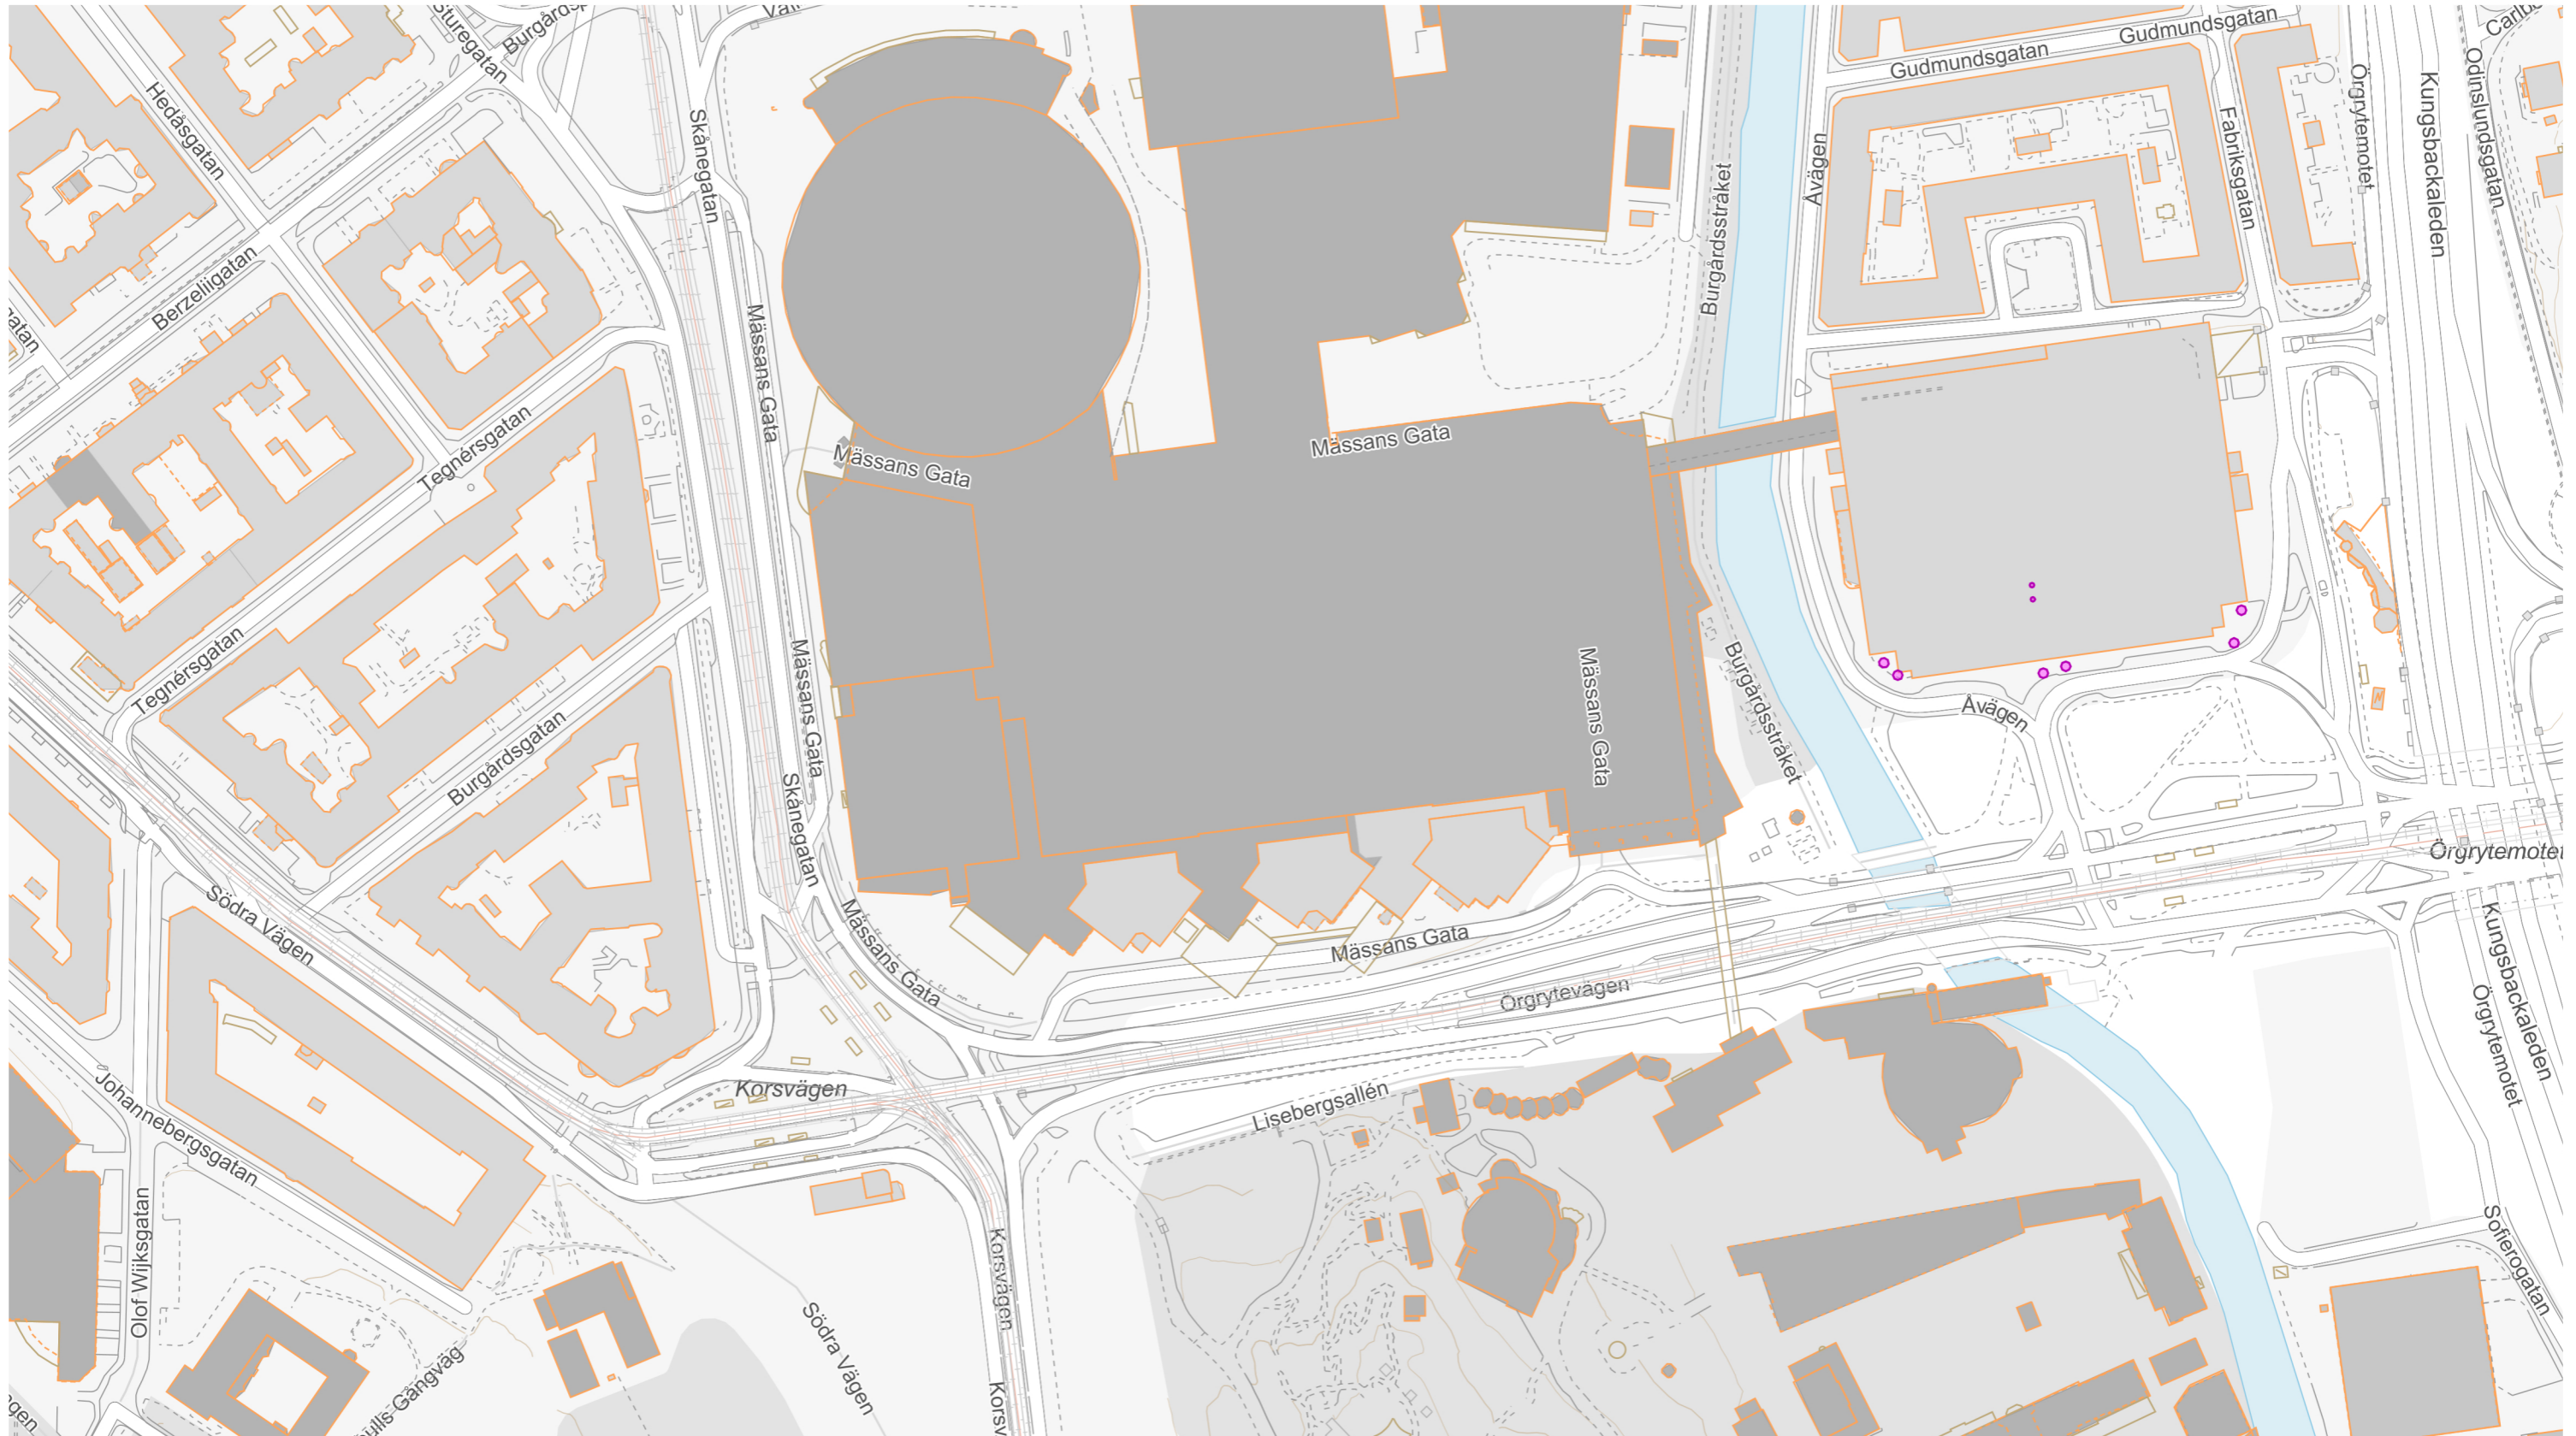 Sturegatan
Gudmundsgatan
Gudmundsgatan
Hedåsgatan
Skånegatan
Burgårdsstråket
Åvägen
Fabriksgatan
Örgrytemotet
Kungsbackaleden
Odinslundsgatan
Berzeliigatan
Mässans Gata
Tegnérsgatan
Mässans Gata
Mässans Gata
Tegnérsgatan
Burgårdsgatan
Mässans Gata
Skånegatan
Mässans Gata
Burgårdsstråket
Åvägen
Örgrytemotet
Södra Vägen
Mässans Gata
Mässans Gata
Örgrytevägen
Kungsbackaleden
Örgrytemotet
Korsvägen
Lisebergsallén
Johannebergsgatan
Olof Wijksgatan
Korsvägen
Södra Vägen
Sofierogatan
Gångväg